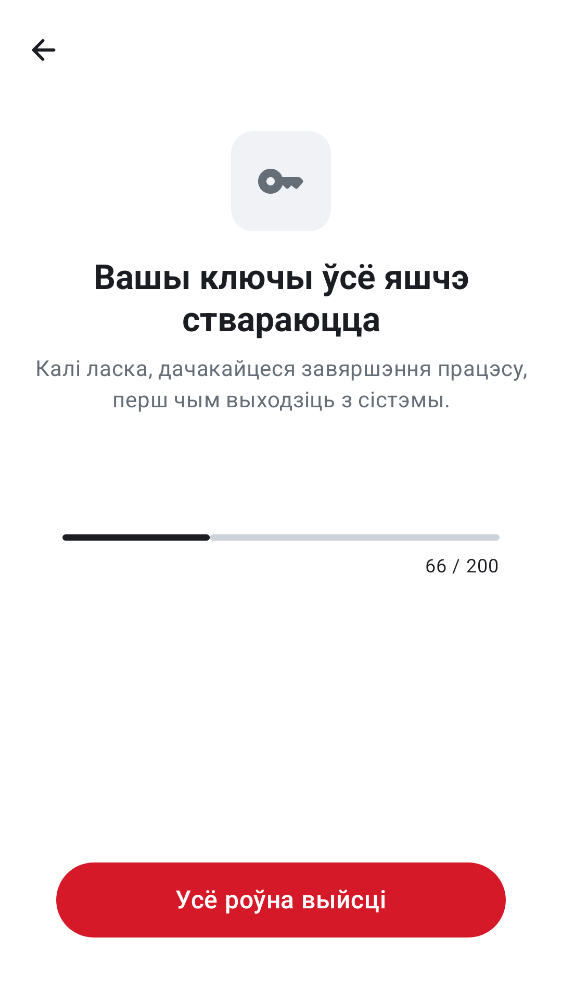 Вашы ключы ўсё яшчэ
ствараюцца
Калі ласка, дачакайцеся завяршэння працэсу,
перш чым выходзіць з сістэмы.
66 / 200
Усё роўна выйсці